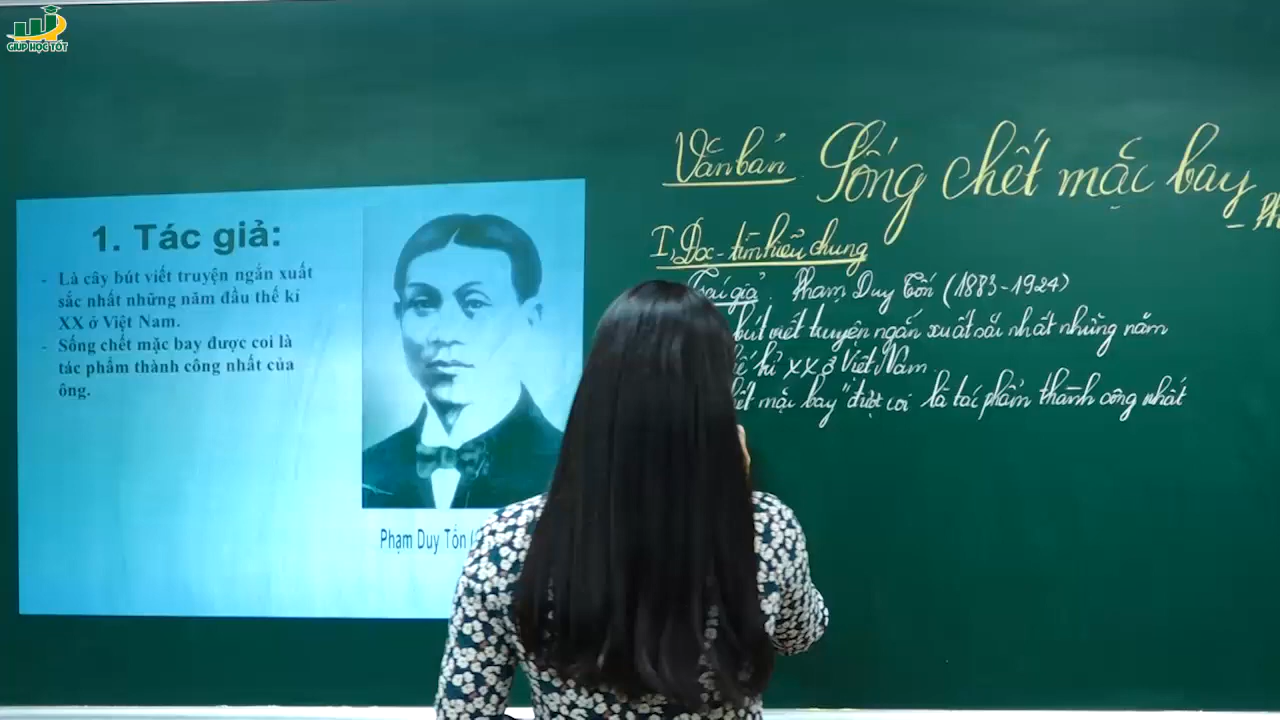 GIÚP HỌC TỐT
1. Tác giả:
- Là cây bút viết truyện ngắn xuất
sắc nhất những năm đầu thế kỉ
XX ở Việt Nam.
- Sống chết mặc bay được coi là
tác phẩm thành công nhất của
ông.
Phạm Duy Tốn
Văn bản Sống chết mặc bay
- Ph
I, Đọc - tìm hiểu chung
giả: Phạm Duy Tốn (1883-1924)
bút viết truyện ngắn xuất sắc nhất những năm
kỉ XX ở Việt Nam.
mặc bay" được coi là tác phẩm thành công nhất